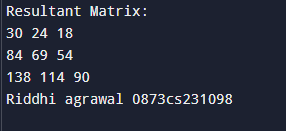 Resultant Matrix:
30 24 18
84 69 54
138 114 90
Riddhi agrawal 0873cs231098